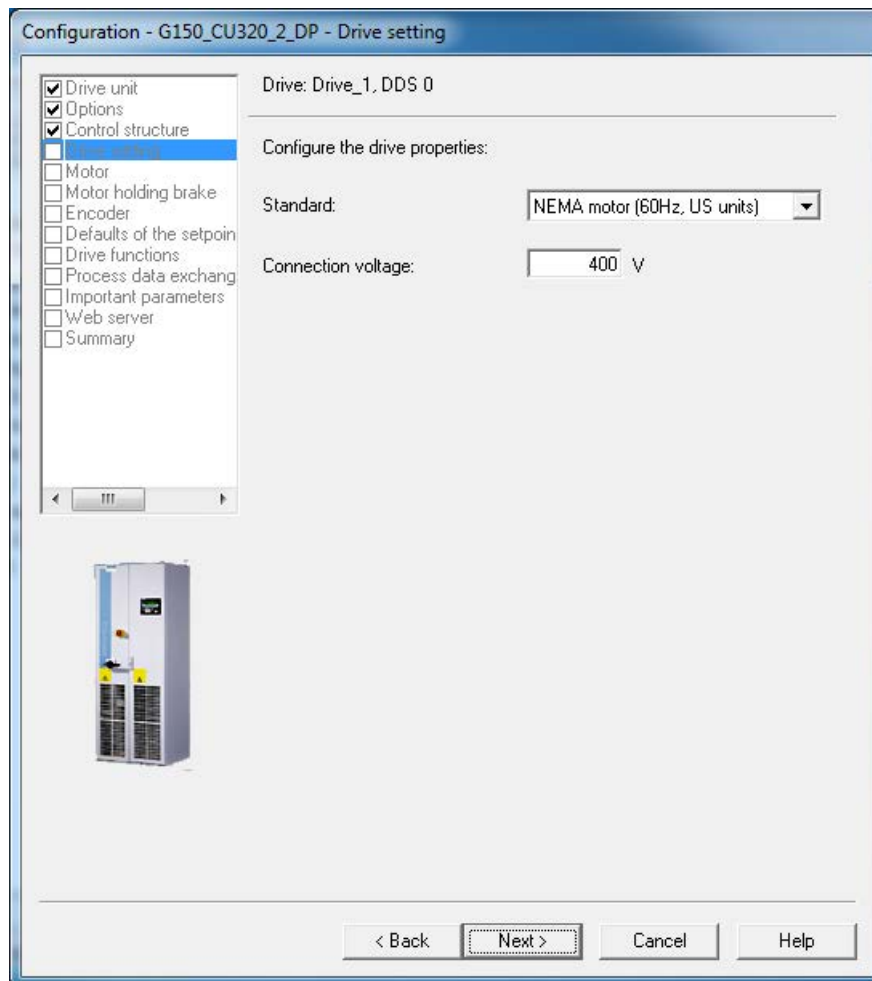 Configuration - G150_CU320_2_DP - Drive setting
Drive unit
Options
Control structure
Drive setting
Motor
Motor holding brake
Encoder
Defaults of the setpoin
Drive functions
Process data exchang
Important parameters
Web server
Summary
Drive: Drive_1, DDS 0
Configure the drive properties:
Standard: NEMA motor (60Hz, US units)
Connection voltage: 400 V
< Back Next > Cancel Help